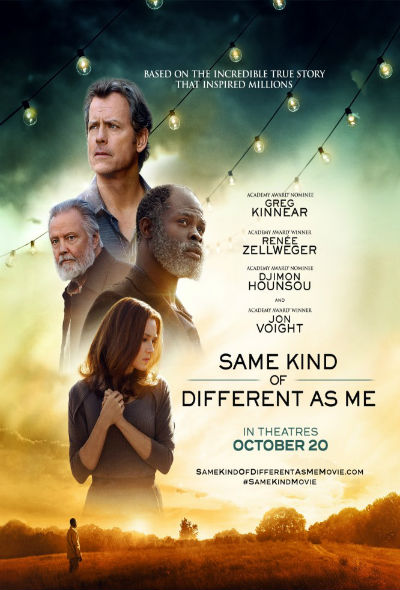 BASED ON THE INCREDIBLE TRUE STORY
THAT INSPIRED MILLIONS
ACADEMY AWARD® NOMINEE
GREG
KINNEAR
ACADEMY AWARD® WINNER
RENÉE
ZELLWEGER
ACADEMY AWARD® NOMINEE
DJIMON
HOUNSOU
AND
ACADEMY AWARD® WINNER
JON
VOIGHT
SAME KIND
OF
DIFFERENT AS ME
IN THEATRES
OCTOBER 20
SAMEKINDOFDIFFERENTASMEMOVIE.COM
#SAMEKINDMOVIE